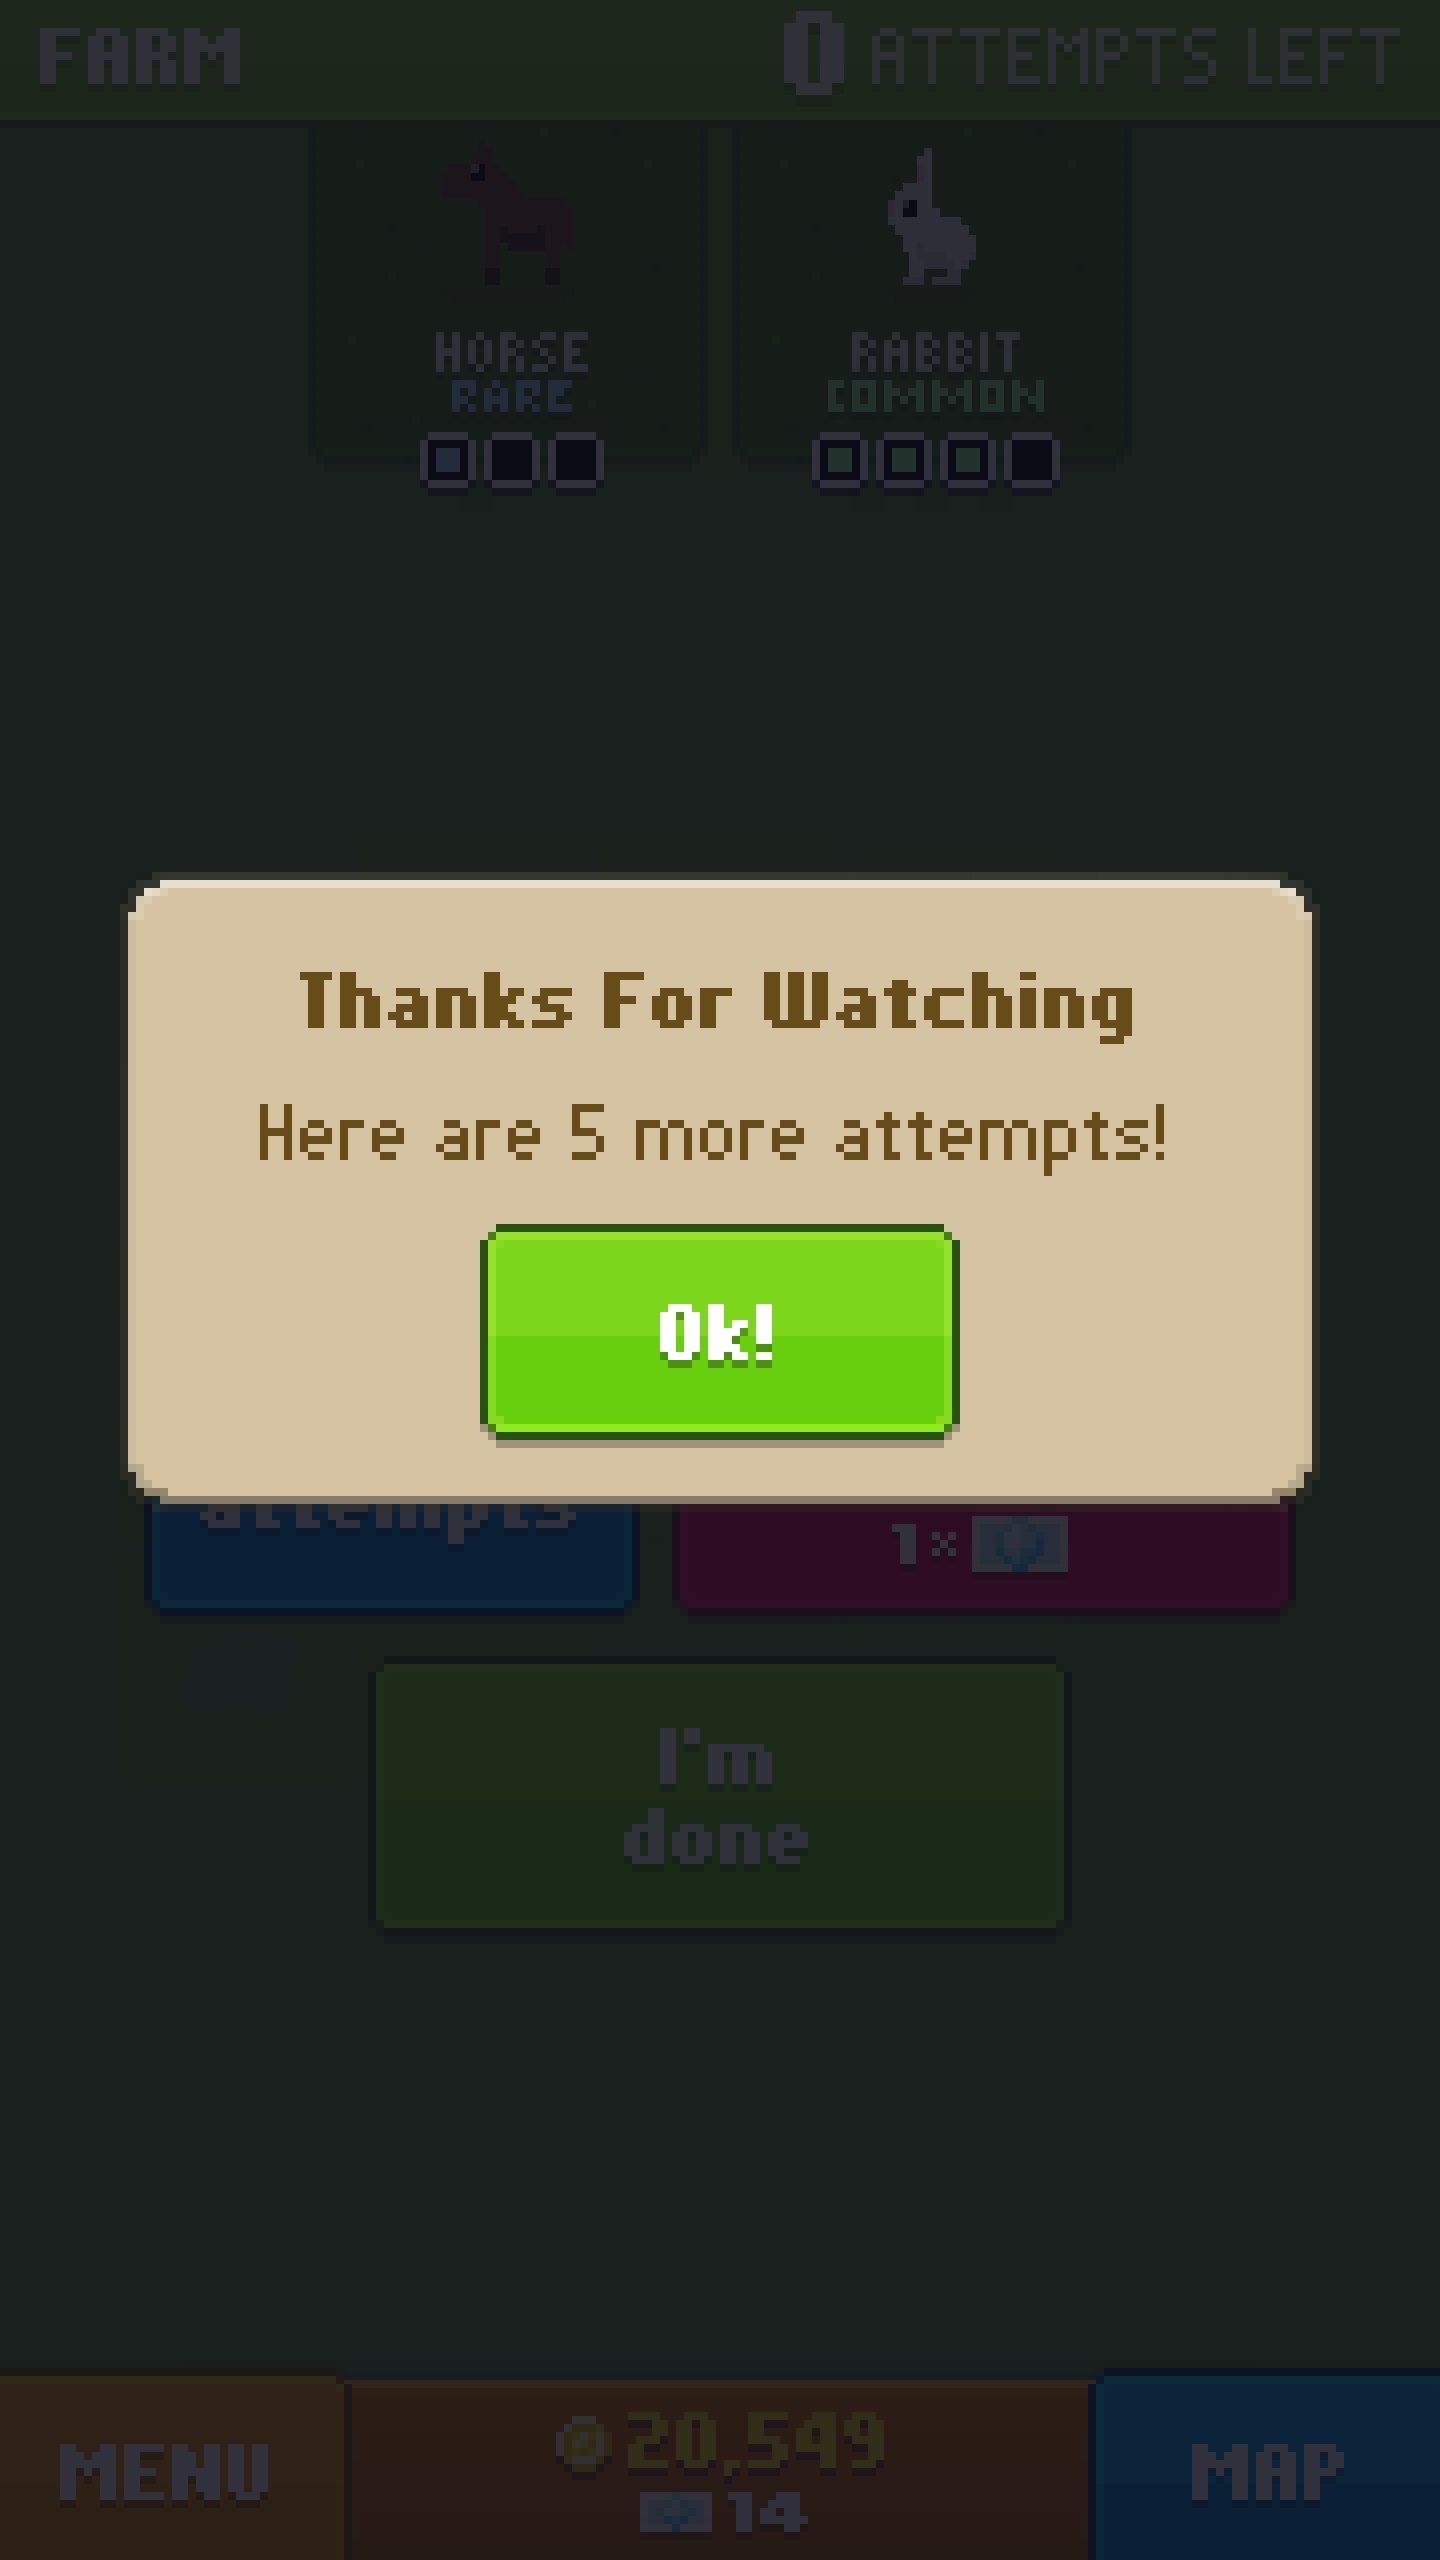 FARM
0 ATTEMPTS LEFT
HORSE
RARE
RABBIT
COMMON
Thanks For Watching
Here are 5 more attempts!
Ok!
attempts
1×
I'm
done
MENU
20,549
14
MAP